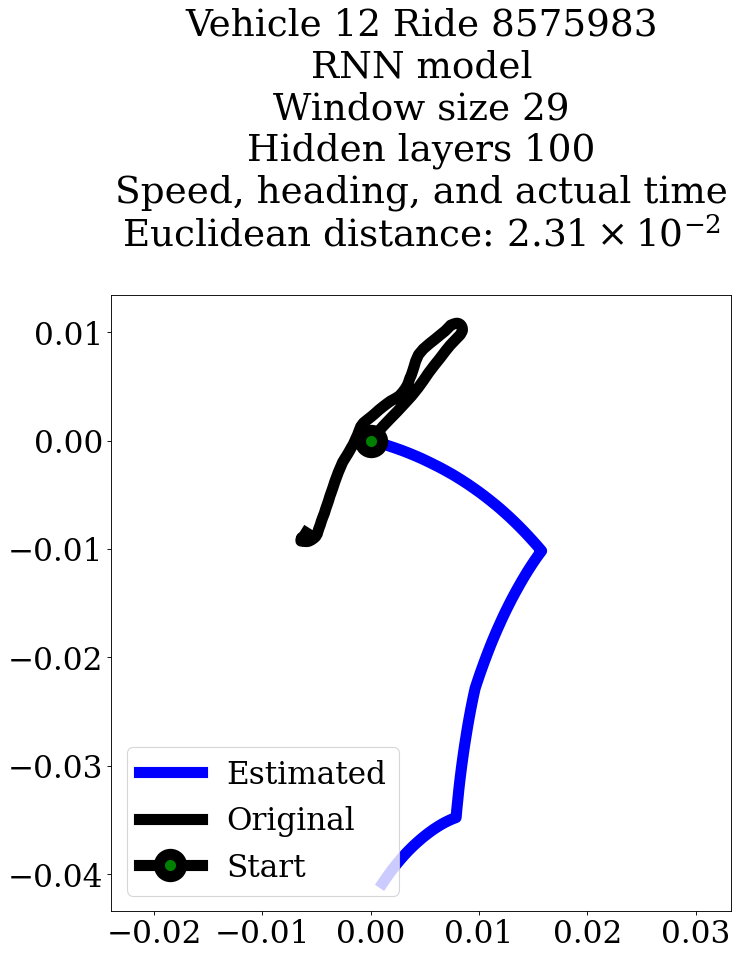 Vehicle 12 Ride 8575983
RNN model
Window size 29
Hidden layers 100
Speed, heading, and actual time
Euclidean distance: 2.31 × 10⁻²
0.01
0.00
−0.01
−0.02
−0.03
−0.04
Estimated
Original
Start
−0.02 −0.01 0.00 0.01 0.02 0.03